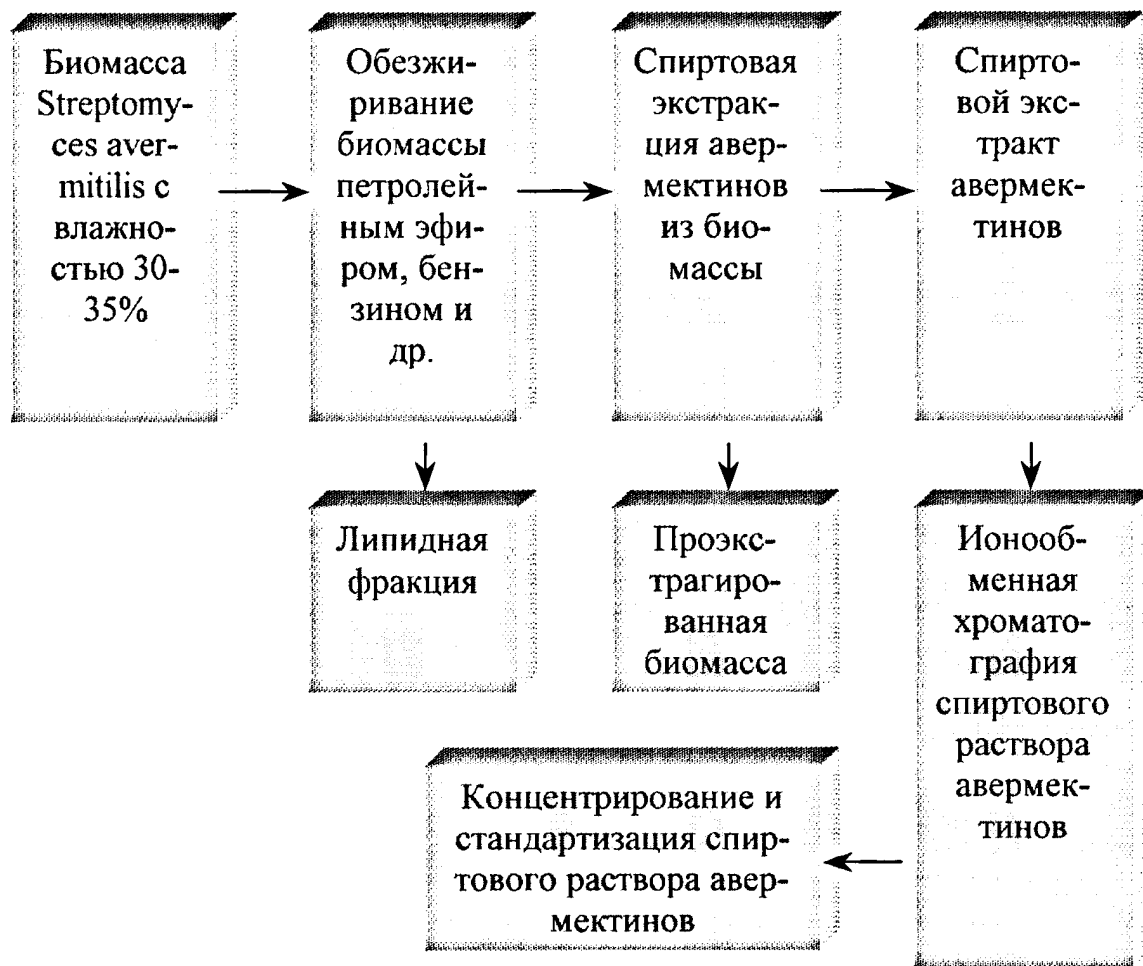 Биомасса
Streptomy-
ces aver-
mitilis с
влажно-
стью 30-
35%
Обезжи-
ривание
биомассы
петролей-
ным эфи-
ром, бен-
зином и
др.
Спиртовая
экстрак-
ция авер-
мектинов
из био-
массы
Спирто-
вой экс-
тракт
авермек-
тинов
Липидная
фракция
Проэкс-
трагиро-
ванная
биомасса
Ионооб-
менная
хромато-
графия
спиртового
раствора
авермек-
тинов
Концентрирование и
стандартизация спир-
тового раствора авер-
мектинов